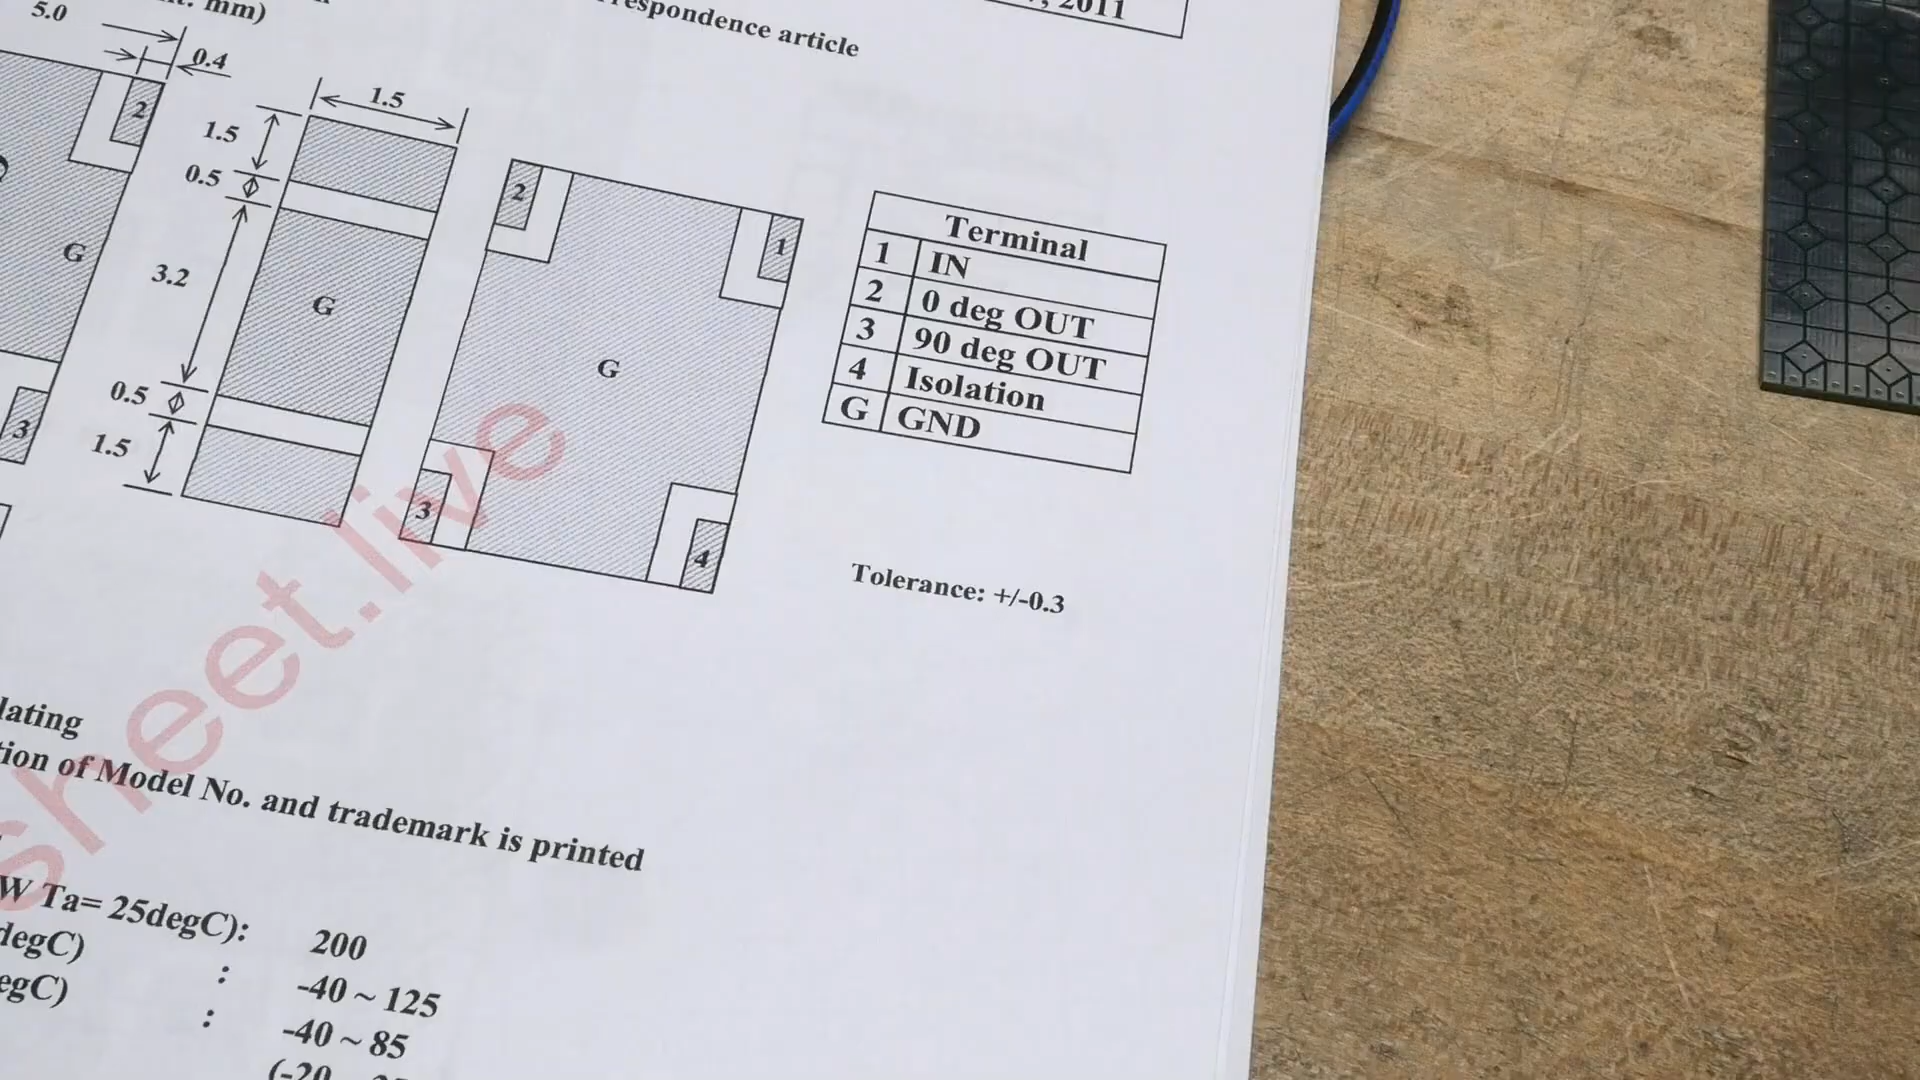 mm)
5.0
2011
respondence article
0.4
2
1.5
1.5
0.5
G
3.2
G
0.5
1.5
3
2
1
G
3
4
Terminal
1 IN
2 0 deg OUT
3 90 deg OUT
4 Isolation
G GND
Tolerance: +/-0.3
sheet.live
lating
tion of Model No. and trademark is printed
W Ta= 25degC): 200
degC) : -40 ~ 125
egC) : -40 ~ 85
(-20